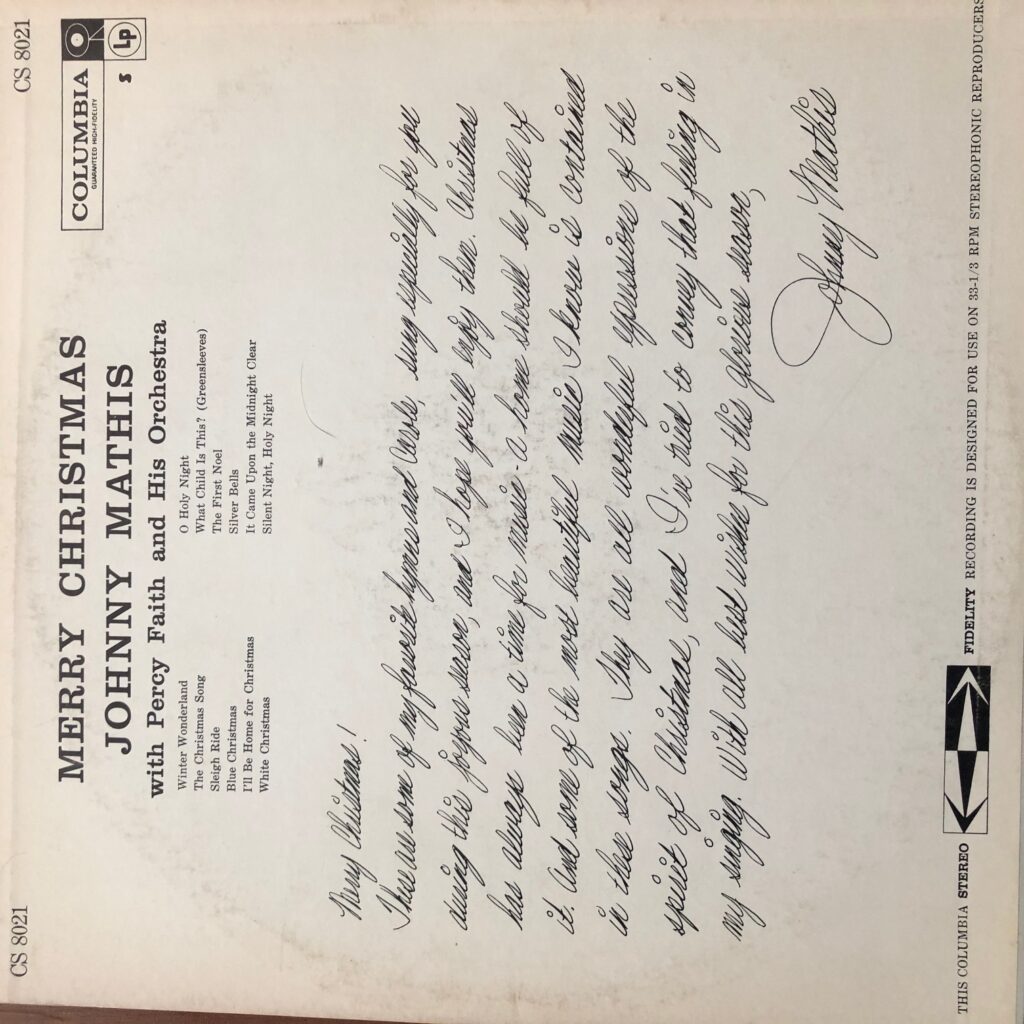 CS 8021
CS 8021
COLUMBIA
GUARANTEED HIGH-FIDELITY
Lp
S
MERRY CHRISTMAS
JOHNNY MATHIS
with Percy Faith and His Orchestra
Winter Wonderland
The Christmas Song
Sleigh Ride
Blue Christmas
I'll Be Home for Christmas
White Christmas
O Holy Night
What Child Is This? (Greensleeves)
The First Noel
Silver Bells
It Came Upon the Midnight Clear
Silent Night, Holy Night
Merry Christmas!
These are some of my favorite hymns and carols, sung especially for you
during this joyous season, and I hope you'll enjoy them. Christmas
has always been a time for music - a home should be full of
it. And some of the most beautiful music I know is contained
in these songs. They are all wonderful expressions of the
spirit of Christmas, and I've tried to convey that feeling in
my singing. With all best wishes for this glorious season,
Johnny Mathis
THIS COLUMBIA STEREO FIDELITY RECORDING IS DESIGNED FOR USE ON 33-1/3 RPM STEREOPHONIC REPRODUCERS